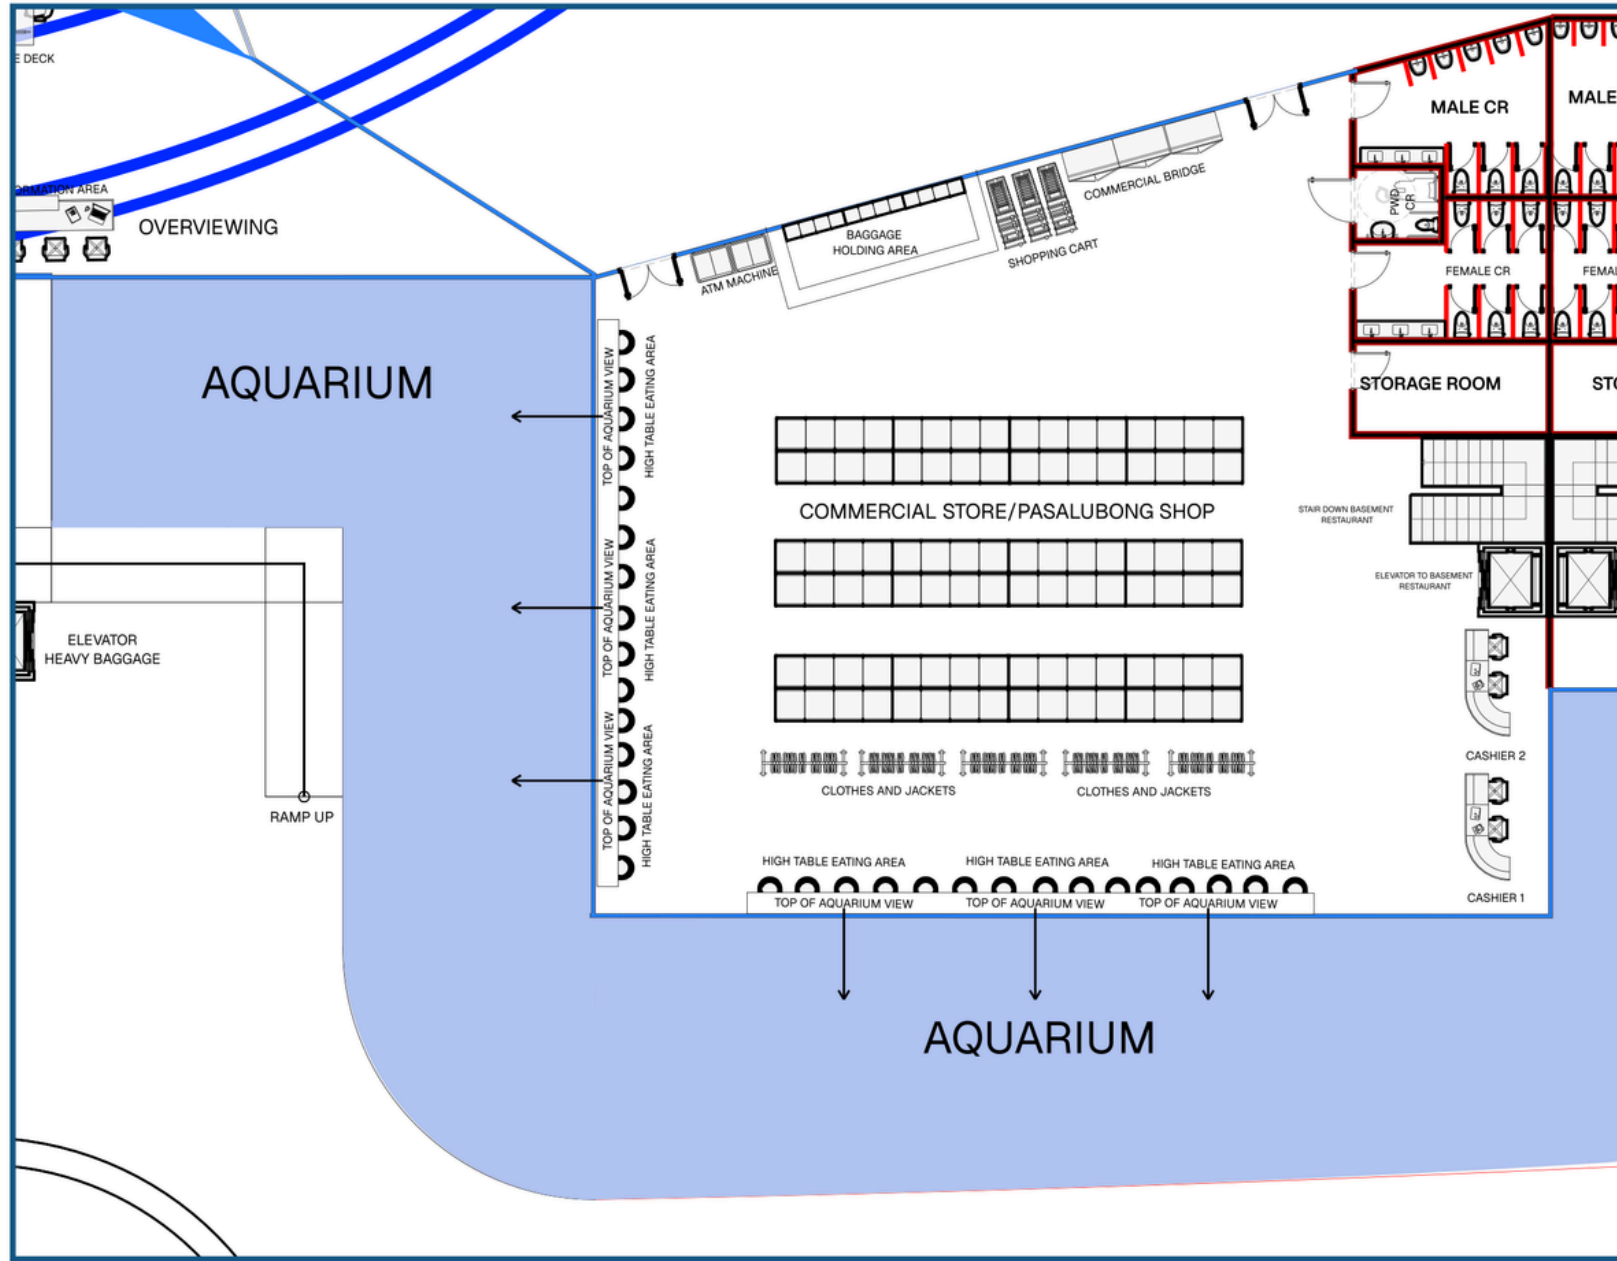 E DECK
MALE CR
MALE
COMMERCIAL BRIDGE
ORMATION AREA
PWD
CR
OVERVIEWING
BAGGAGE
HOLDING AREA
SHOPPING CART
ATM MACHINE
FEMALE CR
FEMAL
AQUARIUM
TOP OF AQUARIUM VIEW
HIGH TABLE EATING AREA
STORAGE ROOM
STO
COMMERCIAL STORE/PASALUBONG SHOP
STAIR DOWN BASEMENT
RESTAURANT
TOP OF AQUARIUM VIEW
HIGH TABLE EATING AREA
ELEVATOR TO BASEMENT
RESTAURANT
ELEVATOR
HEAVY BAGGAGE
TOP OF AQUARIUM VIEW
HIGH TABLE EATING AREA
CASHIER 2
CLOTHES AND JACKETS
CLOTHES AND JACKETS
RAMP UP
HIGH TABLE EATING AREA
HIGH TABLE EATING AREA
HIGH TABLE EATING AREA
TOP OF AQUARIUM VIEW
TOP OF AQUARIUM VIEW
TOP OF AQUARIUM VIEW
CASHIER 1
AQUARIUM